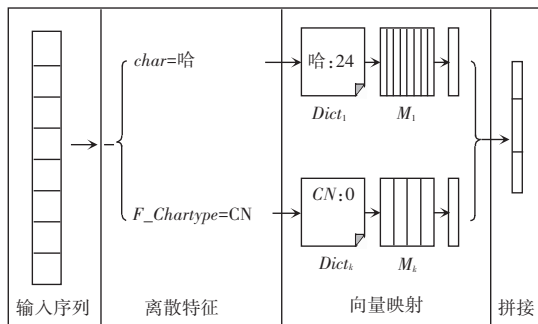 char=哈
哈:24
Dict₁
M₁
F_Chartype=CN
CN:0
Dictₖ
Mₖ
输入序列
离散特征
向量映射
拼接